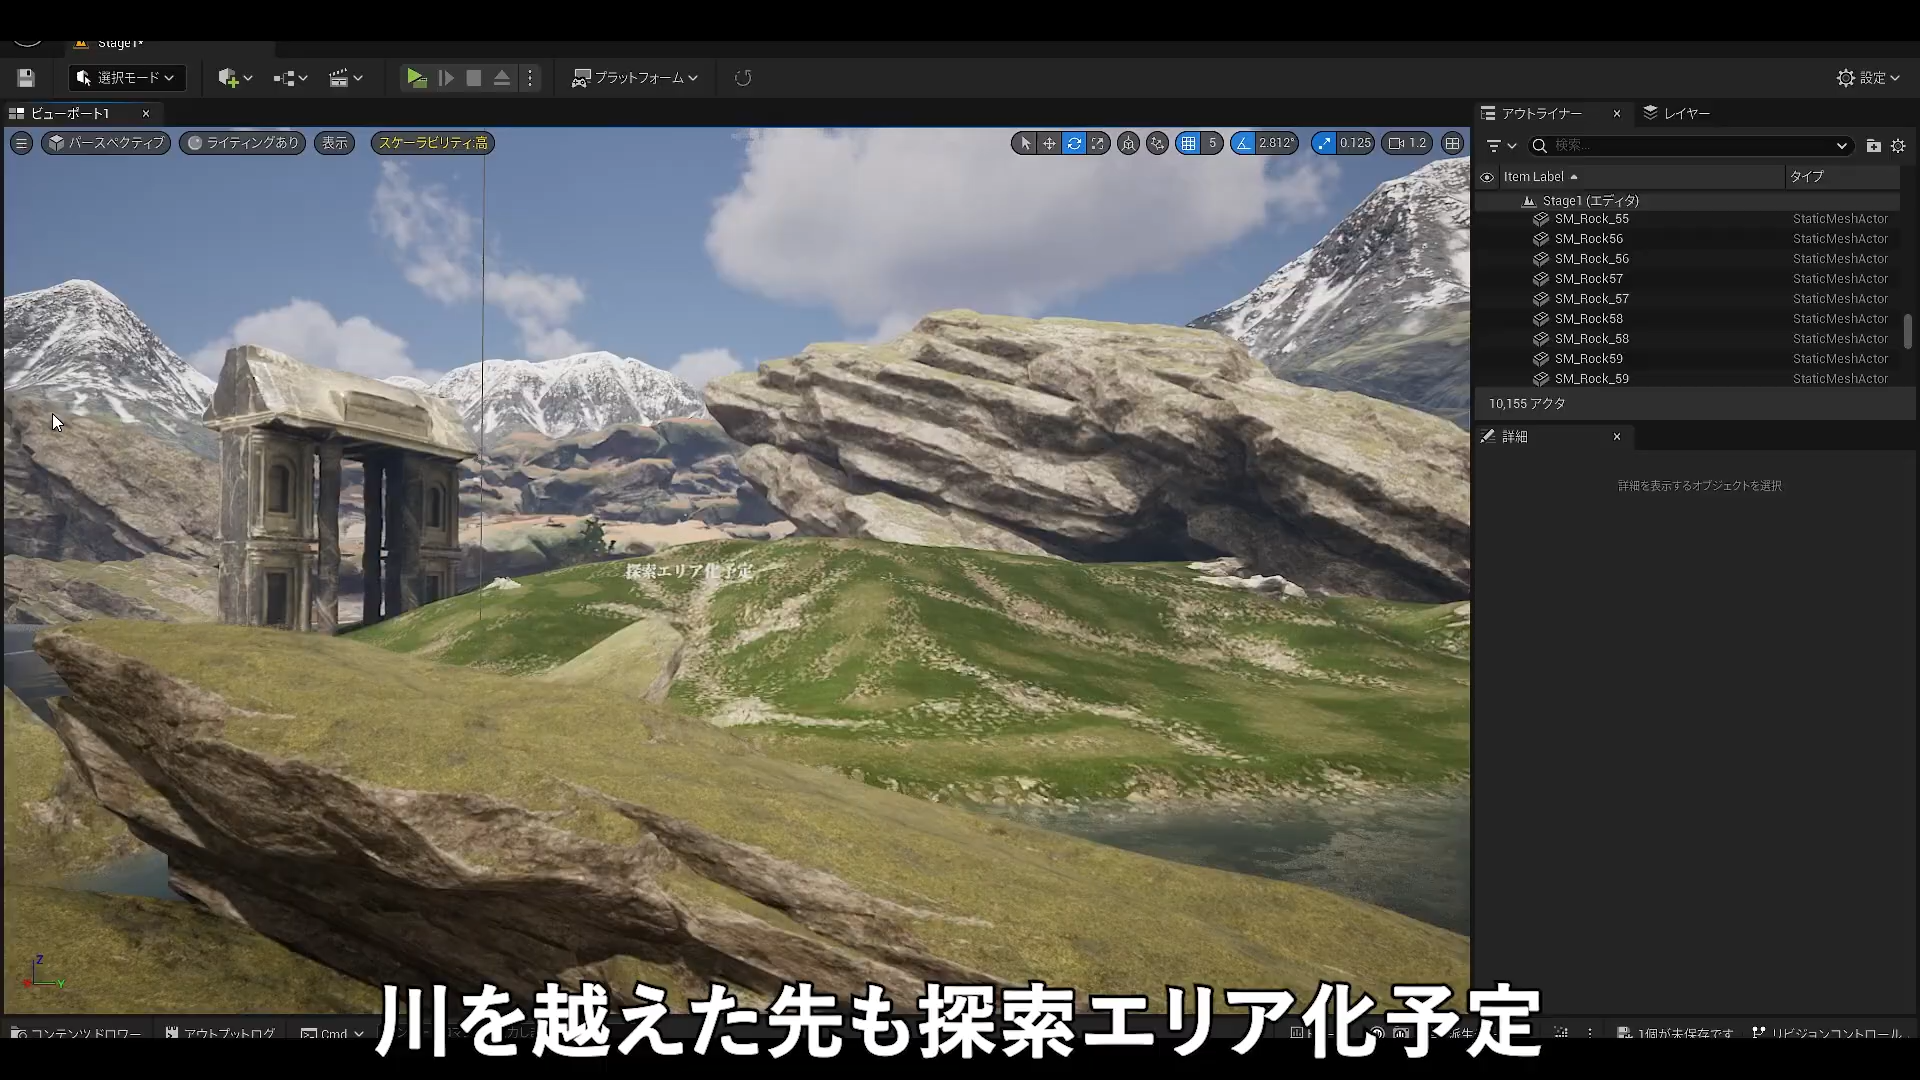 Stage1*
選択モード
プラットフォーム
設定
ビューポート1
パースペクティブ
ライティングあり
表示
スケーラビリティ:高
5
2.812°
0.125
1.2
アウトライナー
レイヤー
検索...
Item Label
タイプ
Stage1 (エディタ)
SM_Rock_55 StaticMeshActor
SM_Rock56 StaticMeshActor
SM_Rock_56 StaticMeshActor
SM_Rock57 StaticMeshActor
SM_Rock_57 StaticMeshActor
SM_Rock58 StaticMeshActor
SM_Rock_58 StaticMeshActor
SM_Rock59 StaticMeshActor
SM_Rock_59 StaticMeshActor
10,155 アクタ
詳細
詳細を表示するオブジェクトを選択
探索エリア化予定
Z
Y
川を越えた先も探索エリア化予定
コンテンツドロワー
アウトプットログ
Cmd
1個が未保存です
リビジョンコントロール